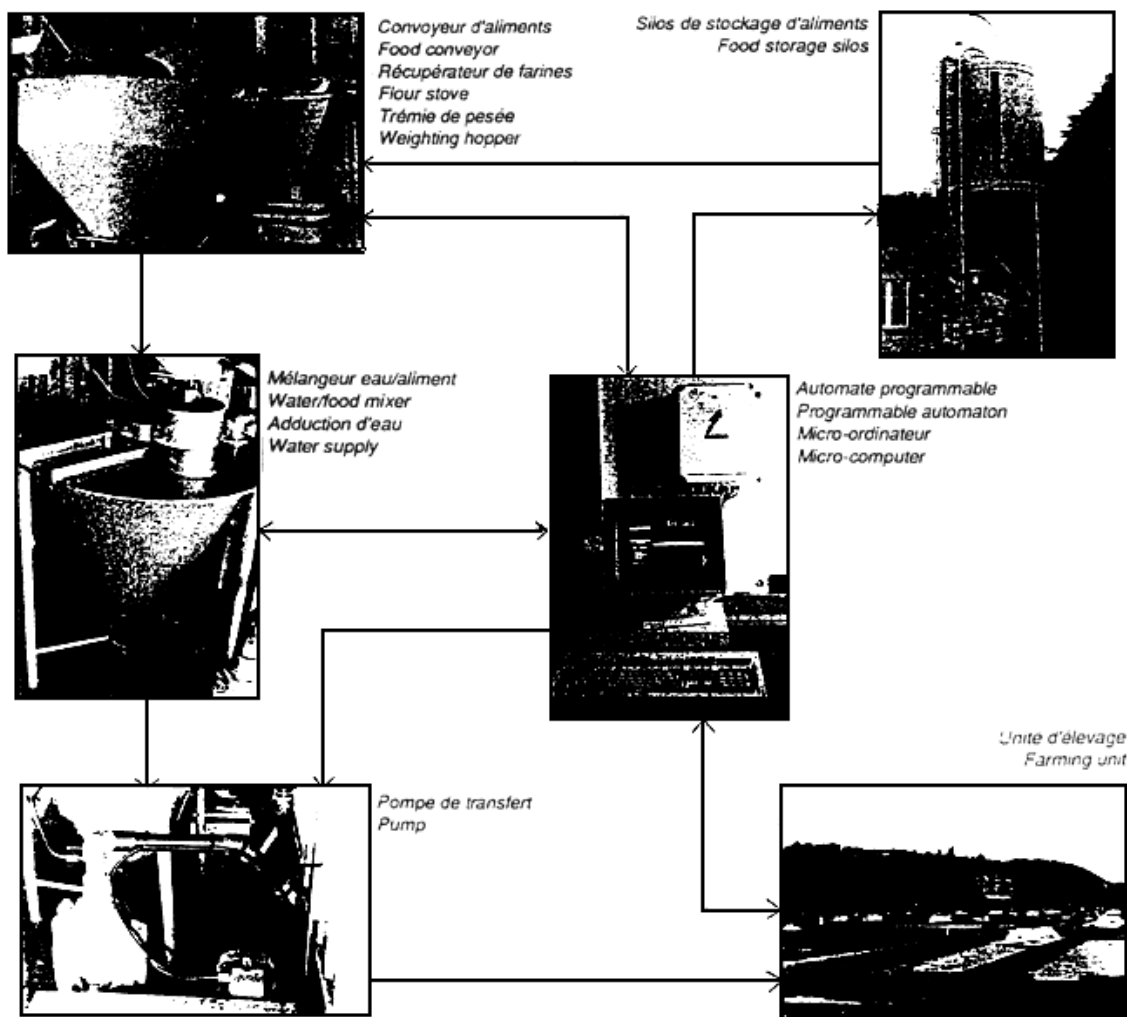 Convoyeur d'aliments
Food conveyor
Récupérateur de farines
Flour stove
Trémie de pesée
Weighting hopper
Silos de stockage d'aliments
Food storage silos
Mélangeur eau/aliment
Water/food mixer
Adduction d'eau
Water supply
Automate programmable
Programmable automaton
Micro-ordinateur
Micro-computer
Unité d'élevage
Farming unit
Pompe de transfert
Pump